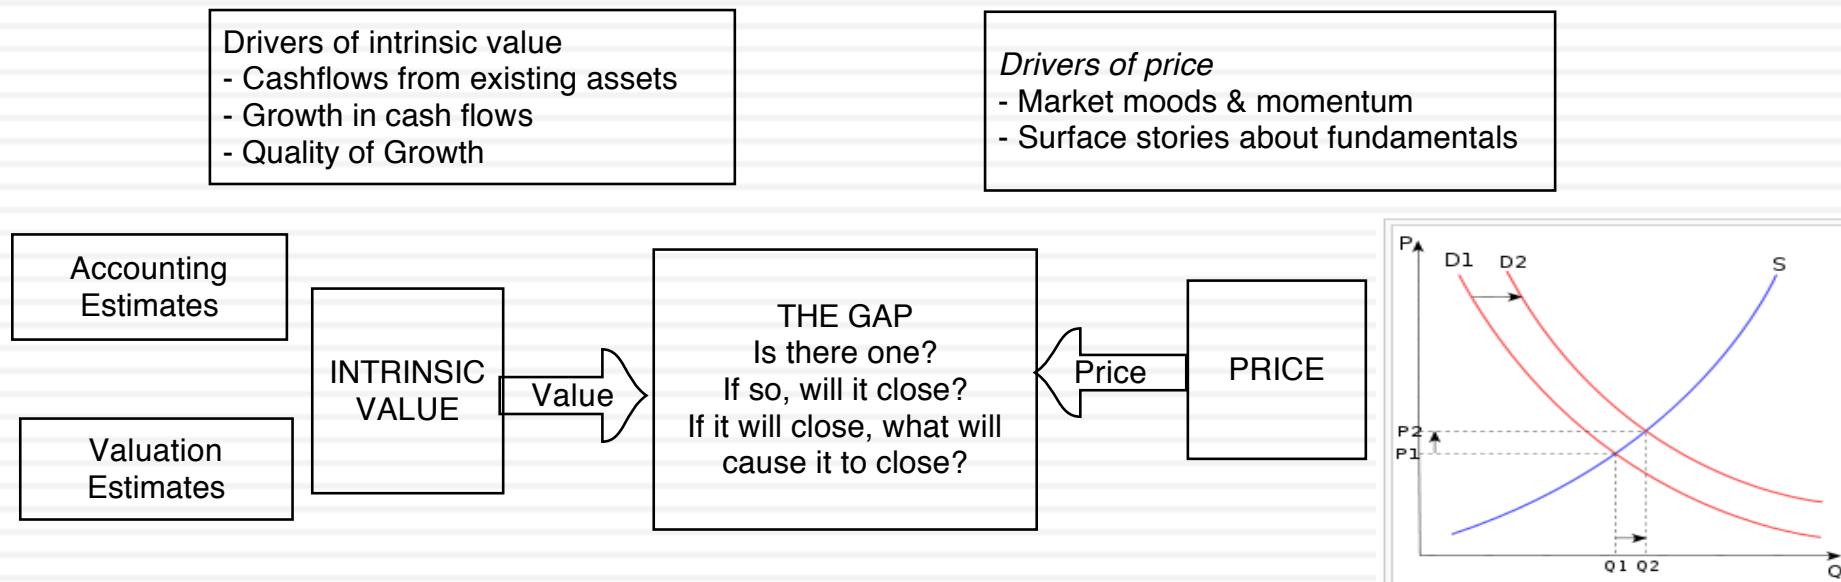 Drivers of intrinsic value
- Cashflows from existing assets
- Growth in cash flows
- Quality of Growth
Drivers of price
- Market moods & momentum
- Surface stories about fundamentals
Accounting
Estimates
Valuation
Estimates
INTRINSIC
VALUE
Value
THE GAP
Is there one?
If so, will it close?
If it will close, what will
cause it to close?
Price
PRICE
P
D1
D2
S
P2
P1
Q1
Q2
Q